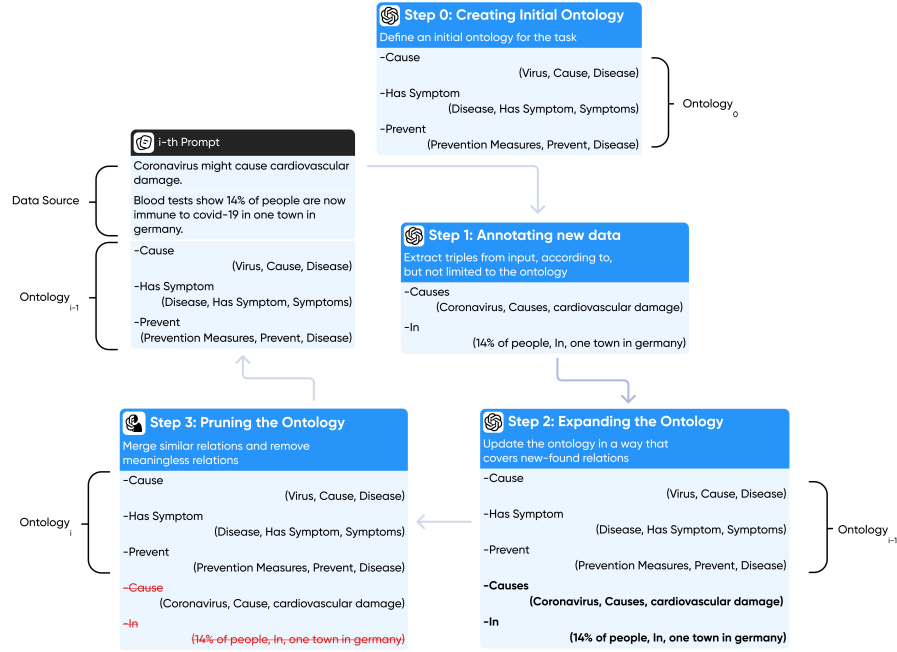 Step 0: Creating Initial Ontology
Define an initial ontology for the task
-Cause
(Virus, Cause, Disease)
-Has Symptom
(Disease, Has Symptom, Symptoms)
-Prevent
(Prevention Measures, Prevent, Disease)
Ontology
0
i-th Prompt
Coronavirus might cause cardiovascular
damage.
Blood tests show 14% of people are now
immune to covid-19 in one town in
germany.
Data Source
-Cause
(Virus, Cause, Disease)
-Has Symptom
(Disease, Has Symptom, Symptoms)
-Prevent
(Prevention Measures, Prevent, Disease)
Ontology
i-1
Step 1: Annotating new data
Extract triples from input, according to,
but not limited to the ontology
-Causes
(Coronavirus, Causes, cardiovascular damage)
-In
(14% of people, In, one town in germany)
Step 2: Expanding the Ontology
Update the ontology in a way that
covers new-found relations
-Cause
(Virus, Cause, Disease)
-Has Symptom
(Disease, Has Symptom, Symptoms)
-Prevent
(Prevention Measures, Prevent, Disease)
-Causes
(Coronavirus, Causes, cardiovascular damage)
-In
(14% of people, In, one town in germany)
Ontology
i-1
Step 3: Pruning the Ontology
Merge similar relations and remove
meaningless relations
-Cause
(Virus, Cause, Disease)
-Has Symptom
(Disease, Has Symptom, Symptoms)
-Prevent
(Prevention Measures, Prevent, Disease)
-Cause
(Coronavirus, Cause, cardiovascular damage)
-In
(14% of people, In, one town in germany)
Ontology
i